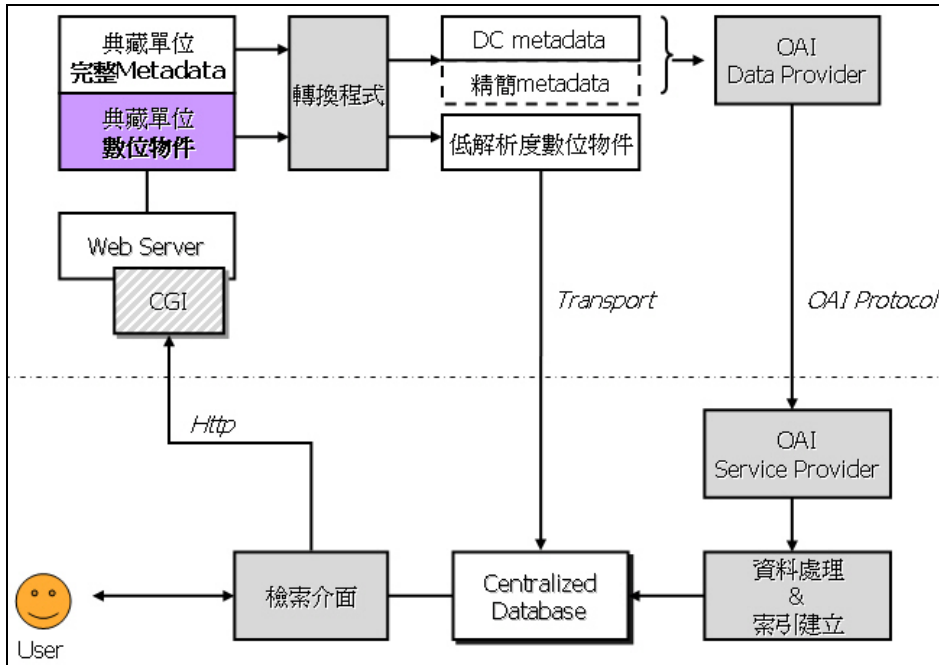 典藏單位
完整Metadata
典藏單位
數位物件
轉換程式
DC metadata
精簡metadata
低解析度數位物件
OAI
Data Provider
Web Server
CGI
Transport
OAI Protocol
Http
OAI
Service Provider
User
檢索介面
Centralized
Database
資料處理
&
索引建立